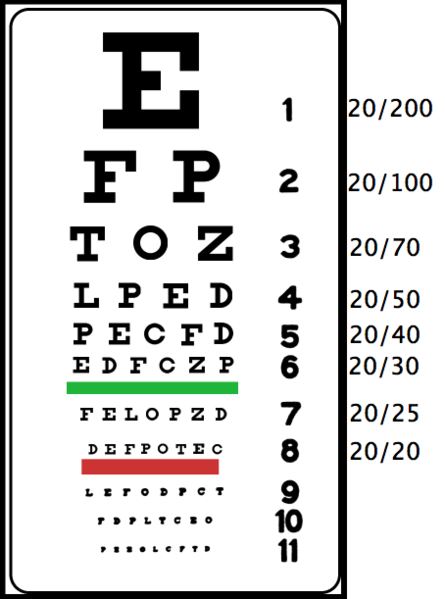 E 1 20/200
F P 2 20/100
T O Z 3 20/70
L P E D 4 20/50
P E C F D 5 20/40
E D F C Z P 6 20/30
F E L O P Z D 7 20/25
D E F P O T E C 8 20/20
L E F O D P C T 9
F D P L T C E O 10
11